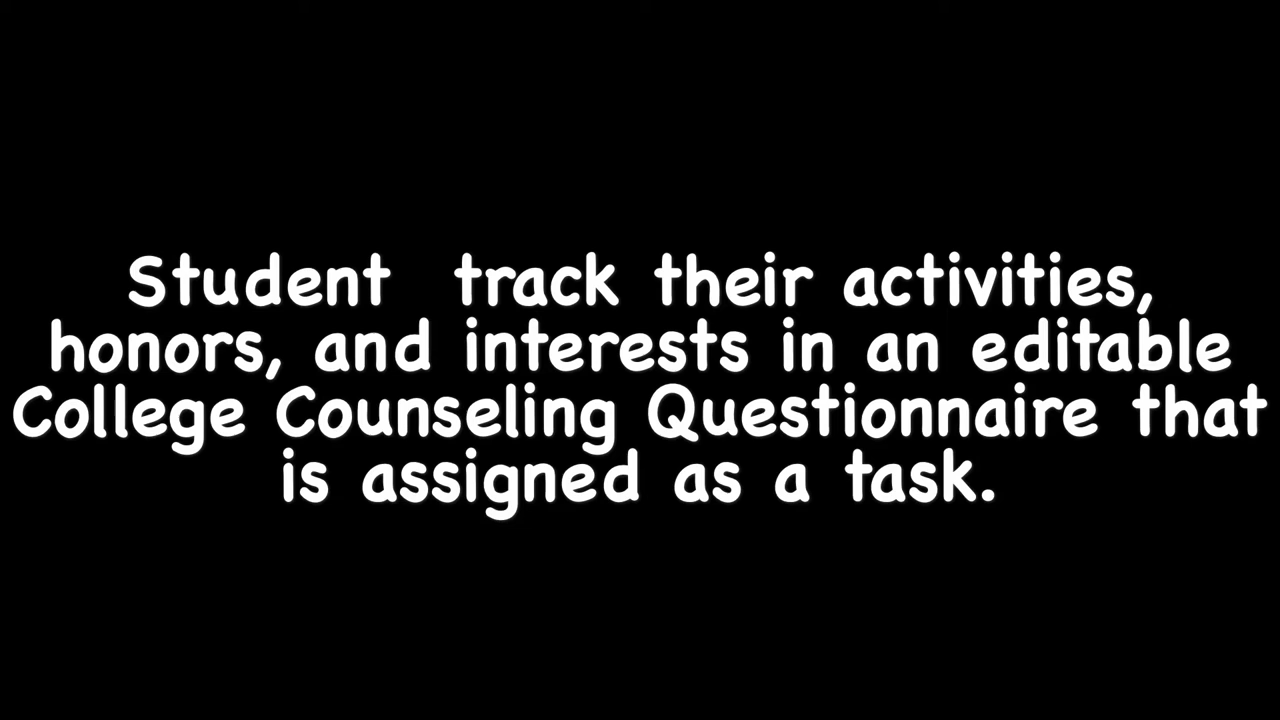 Student  track their activities,
honors, and interests in an editable
College Counseling Questionnaire that
is assigned as a task.